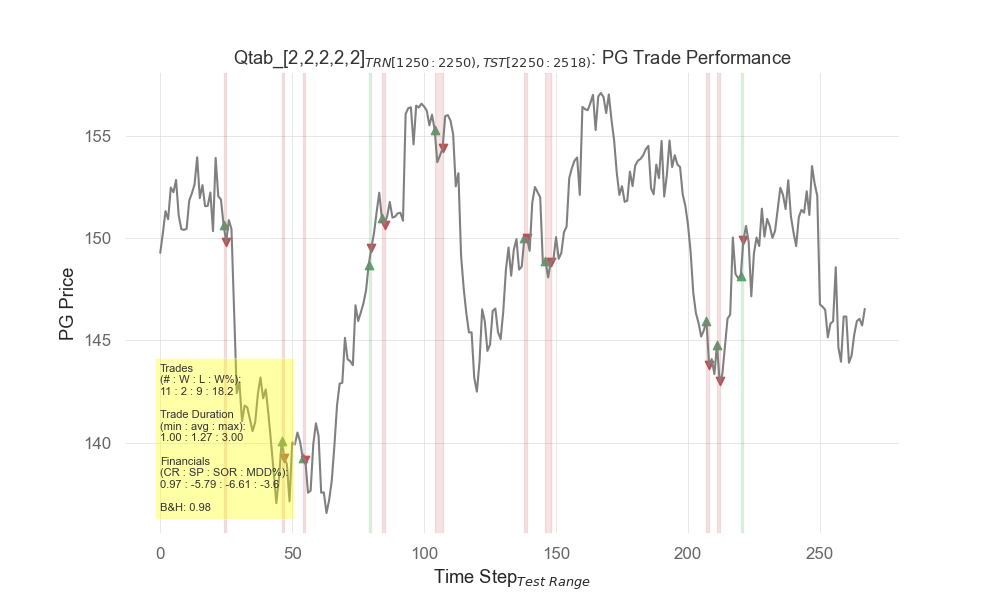 Qtab_[2,2,2,2,2]TRN[1250:2250),TST[2250:2518): PG Trade Performance
155
150
145
140
PG Price
Trades
(# : W : L : W%):
11 : 2 : 9 : 18.2
Trade Duration
(min : avg : max):
1.00 : 1.27 : 3.00
Financials
(CR : SP : SOR : MDD%):
0.97 : -5.79 : -6.61 : -3.6
B&H: 0.98
0 50 100 150 200 250
Time StepTest Range